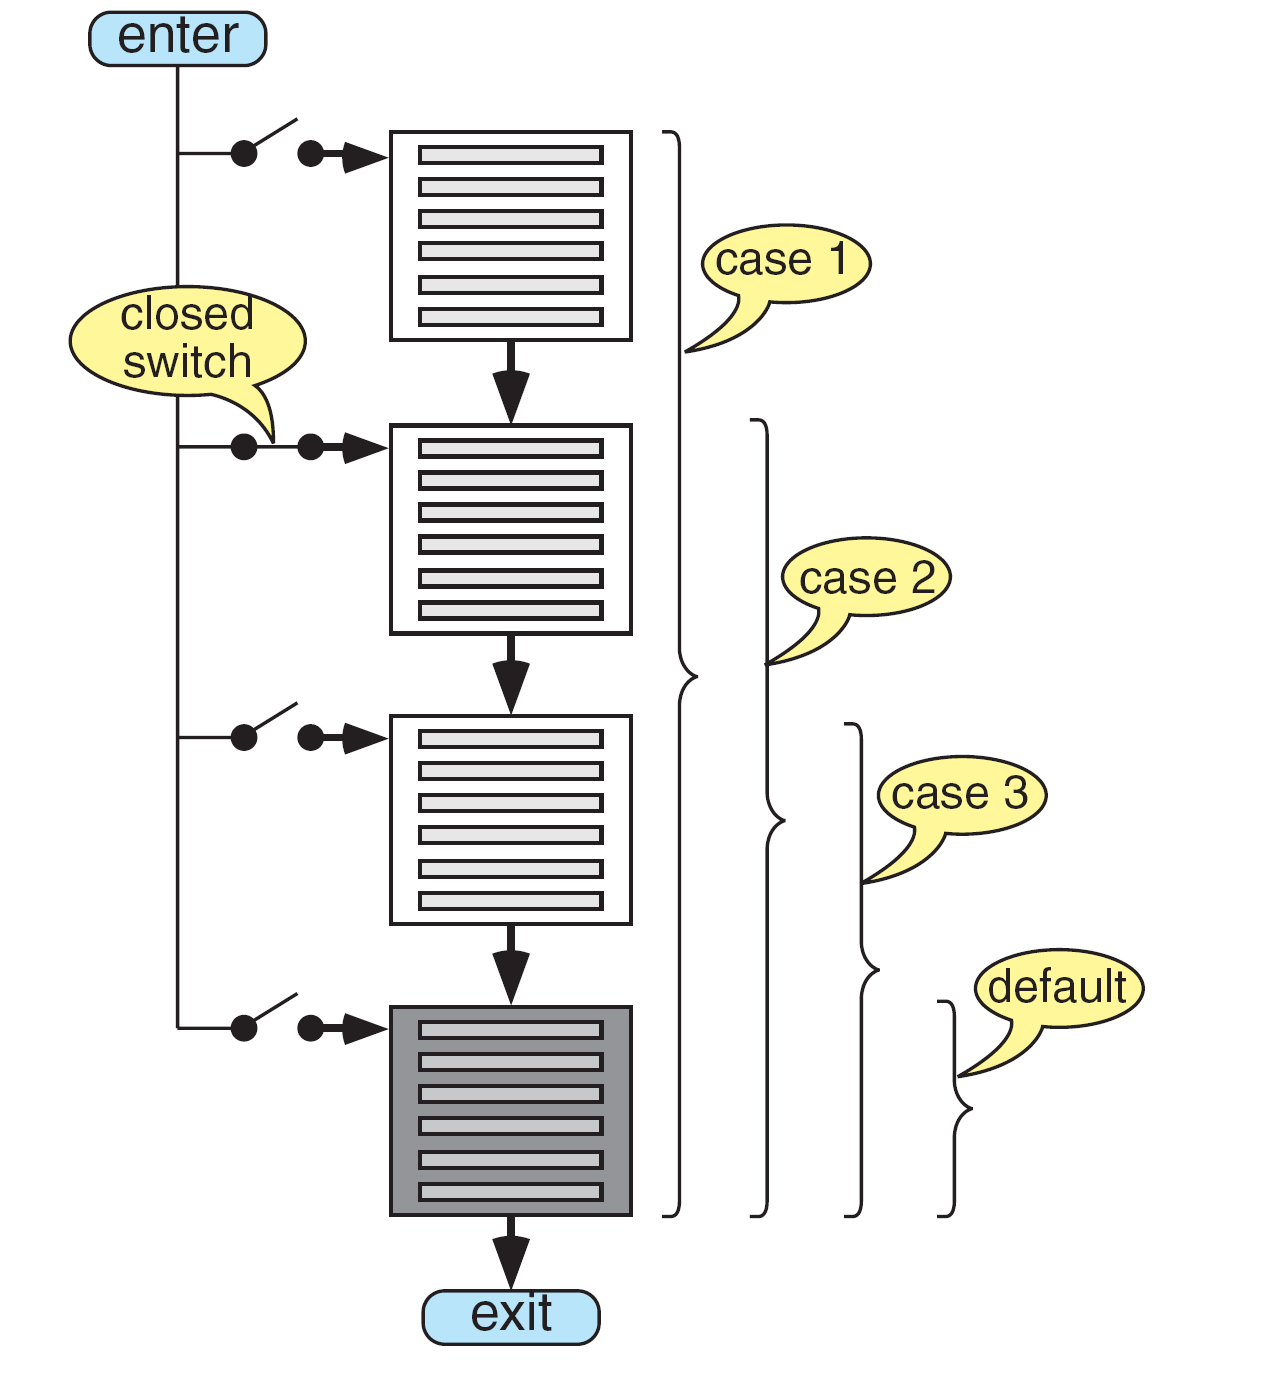 enter
case 1
closed
switch
case 2
case 3
default
exit